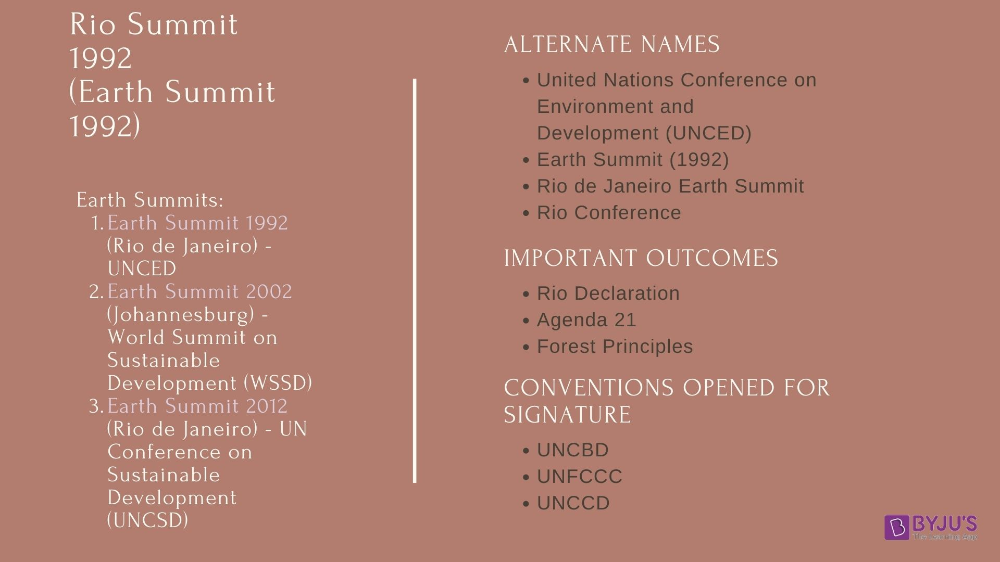 Rio Summit
1992
(Earth Summit
1992)
Earth Summits:
1. Earth Summit 1992
(Rio de Janeiro) -
UNCED
2. Earth Summit 2002
(Johannesburg) -
World Summit on
Sustainable
Development (WSSD)
3. Earth Summit 2012
(Rio de Janeiro) - UN
Conference on
Sustainable
Development
(UNCSD)
ALTERNATE NAMES
• United Nations Conference on
Environment and
Development (UNCED)
• Earth Summit (1992)
• Rio de Janeiro Earth Summit
• Rio Conference
IMPORTANT OUTCOMES
• Rio Declaration
• Agenda 21
• Forest Principles
CONVENTIONS OPENED FOR
SIGNATURE
• UNCBD
• UNFCCC
• UNCCD
B BYJU'S
The Learning App